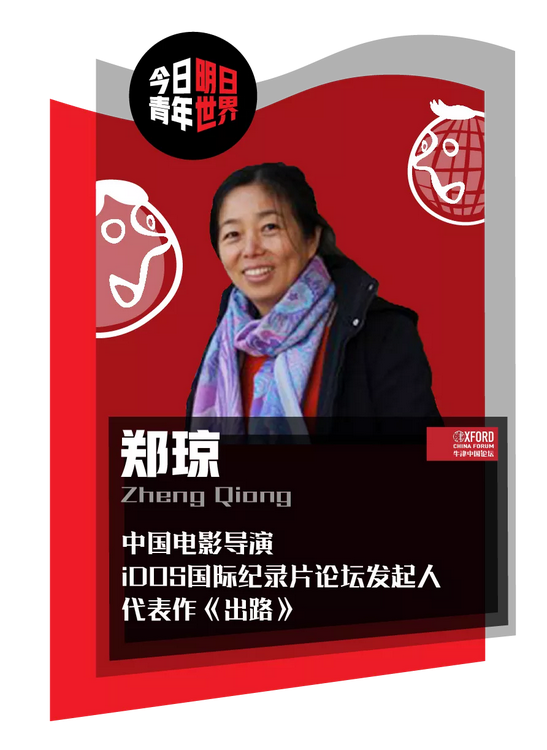 今日明日
青年世界
OXFORD
CHINA FORUM
牛津中国论坛
郑琼
Zheng Qiong
中国电影导演
iDOS国际纪录片论坛发起人
代表作《出路》